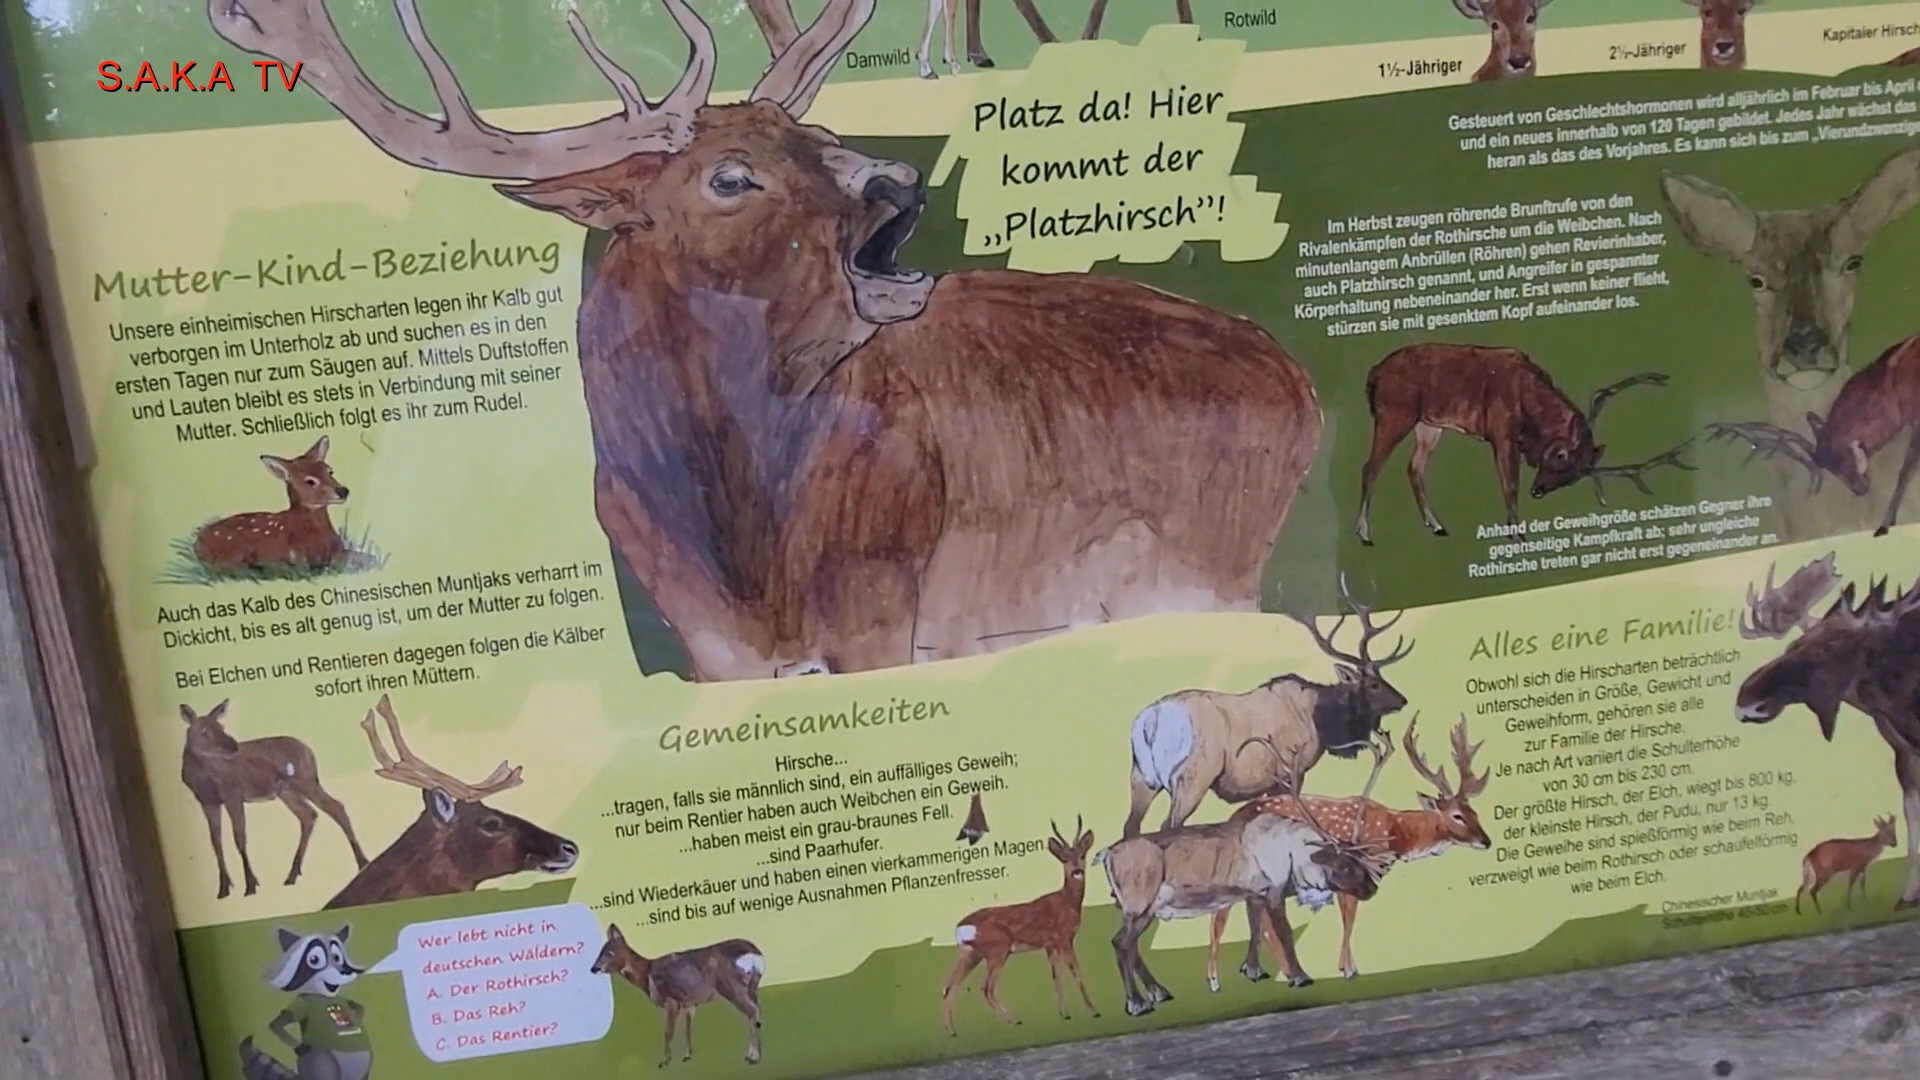 S.A.K.A TV
Damwild
Rotwild
1½-Jähriger
2½-Jähriger
Kapitaler Hirsch
Platz da! Hier
kommt der
„Platzhirsch”!
Gesteuert von Geschlechtshormonen wird alljährlich im Februar bis April
und ein neues innerhalb von 120 Tagen gebildet. Jedes Jahr wächst das
heran als das des Vorjahres. Es kann sich bis zum
Im Herbst zeugen röhrende Brunftrufe von den
Rivalenkämpfen der Rothirsche um die Weibchen. Nach
minutenlangem Anbrüllen (Röhren) gehen Revierinhaber,
auch Platzhirsch genannt, und Angreifer in gespannter
Körperhaltung nebeneinander her. Erst wenn keiner flieht,
stürzen sie mit gesenktem Kopf aufeinander los.
Anhand der Geweihgröße schätzen Gegner ihre
gegenseitige Kampfkraft ab; sehr ungleiche
Rothirsche treten gar nicht erst gegeneinander an.
Mutter-Kind-Beziehung
Unsere einheimischen Hirscharten legen ihr Kalb gut
verborgen im Unterholz ab und suchen es in den
ersten Tagen nur zum Säugen auf. Mittels Duftstoffen
und Lauten bleibt es stets in Verbindung mit seiner
Mutter. Schließlich folgt es ihr zum Rudel.
Auch das Kalb des Chinesischen Muntjaks verharrt im
Dickicht, bis es alt genug ist, um der Mutter zu folgen.
Bei Elchen und Rentieren dagegen folgen die Kälber
sofort ihren Müttern.
Gemeinsamkeiten
Hirsche...
...tragen, falls sie männlich sind, ein auffälliges Geweih;
nur beim Rentier haben auch Weibchen ein Geweih.
...haben meist ein grau-braunes Fell.
...sind Paarhufer.
...sind Wiederkäuer und haben einen vierkammerigen Magen.
...sind bis auf wenige Ausnahmen Pflanzenfresser.
Alles eine Familie!
Obwohl sich die Hirscharten beträchtlich
unterscheiden in Größe, Gewicht und
Geweihform, gehören sie alle
zur Familie der Hirsche.
Je nach Art variiert die Schulterhöhe
von 30 cm bis 230 cm.
Der größte Hirsch, der Elch, wiegt bis 800 kg,
der kleinste Hirsch, der Pudu, nur 13 kg.
Die Geweihe sind spießförmig wie beim Reh,
verzweigt wie beim Rothirsch oder schaufelförmig
wie beim Elch.
Chinesischer Muntjak
Schulterhöhe 45-50 cm
Wer lebt nicht in
deutschen Wäldern?
A. Der Rothirsch?
B. Das Reh?
C. Das Rentier?